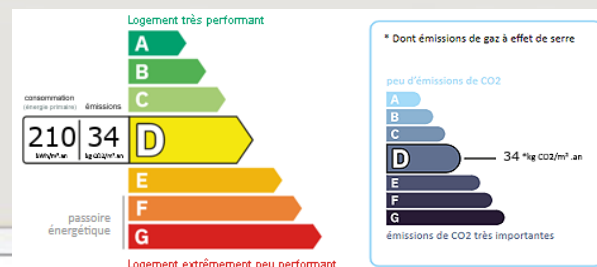 Logement très performant
A
B
C
consommation
(énergie primaire)
émissions
210
34
D
kWh/m².an
kg CO2/m².an
E
F
G
passoire
énergétique
Logement extrêmement peu performant
* Dont émissions de gaz à effet de serre
peu d'émissions de CO2
A
B
C
D
34 *kg CO2/m² .an
E
F
G
émissions de CO2 très importantes